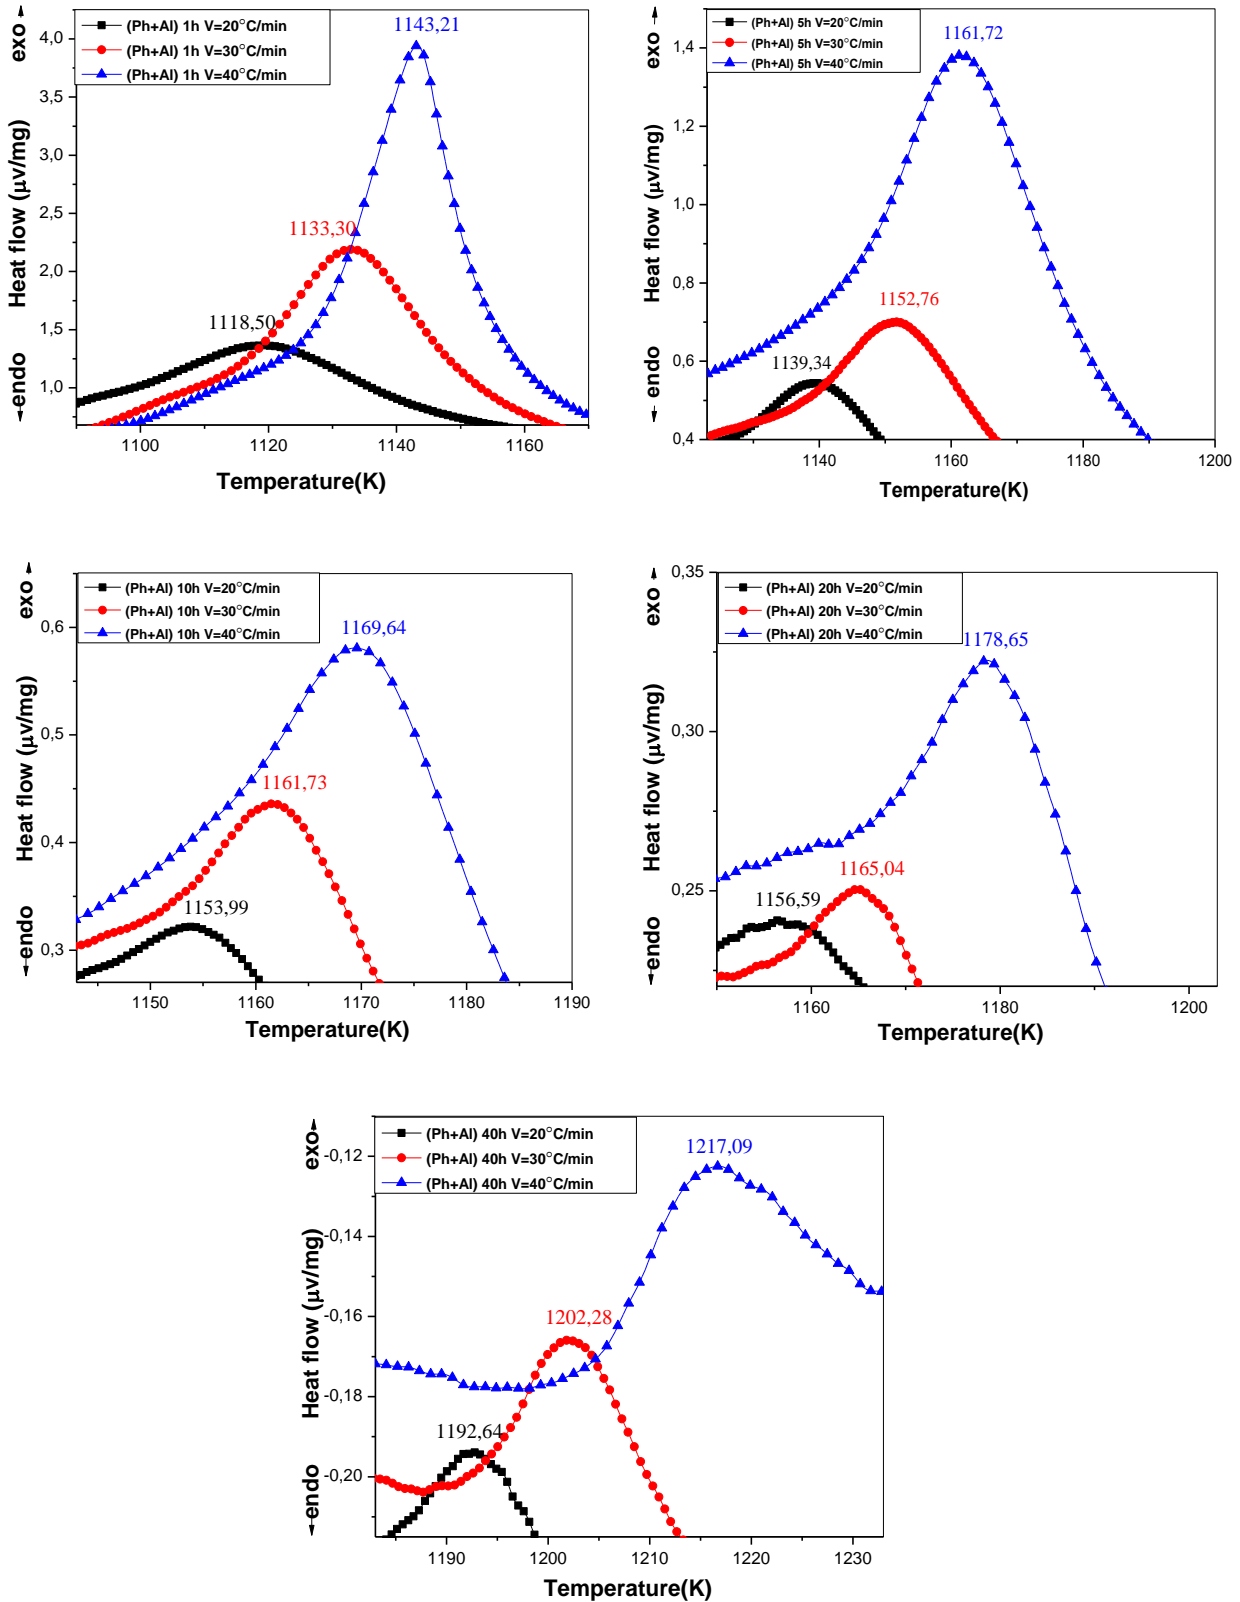 exo
(Ph+Al) 1h V=20°C/min
(Ph+Al) 1h V=30°C/min
(Ph+Al) 1h V=40°C/min
1143,21
1133,30
1118,50
4,0
3,5
3,0
2,5
2,0
1,5
1,0
Heat flow (μv/mg)
endo
1100
1120
1140
1160
Temperature(K)
exo
(Ph+Al) 5h V=20°C/min
(Ph+Al) 5h V=30°C/min
(Ph+Al) 5h V=40°C/min
1161,72
1152,76
1139,34
1,4
1,2
1,0
0,8
0,6
0,4
Heat flow (μv/mg)
endo
1140
1160
1180
1200
Temperature(K)
exo
(Ph+Al) 10h V=20°C/min
(Ph+Al) 10h V=30°C/min
(Ph+Al) 10h V=40°C/min
1169,64
1161,73
1153,99
0,6
0,5
0,4
0,3
Heat flow (μv/mg)
endo
1150
1160
1170
1180
1190
Temperature(K)
exo
(Ph+Al) 20h V=20°C/min
(Ph+Al) 20h V=30°C/min
(Ph+Al) 20h V=40°C/min
1178,65
1165,04
1156,59
0,35
0,30
0,25
Heat flow (μv/mg)
endo
1160
1180
1200
Temperature(K)
exo
(Ph+Al) 40h V=20°C/min
(Ph+Al) 40h V=30°C/min
(Ph+Al) 40h V=40°C/min
1217,09
1202,28
1192,64
-0,12
-0,14
-0,16
-0,18
-0,20
Heat flow (μv/mg)
endo
1190
1200
1210
1220
1230
Temperature(K)